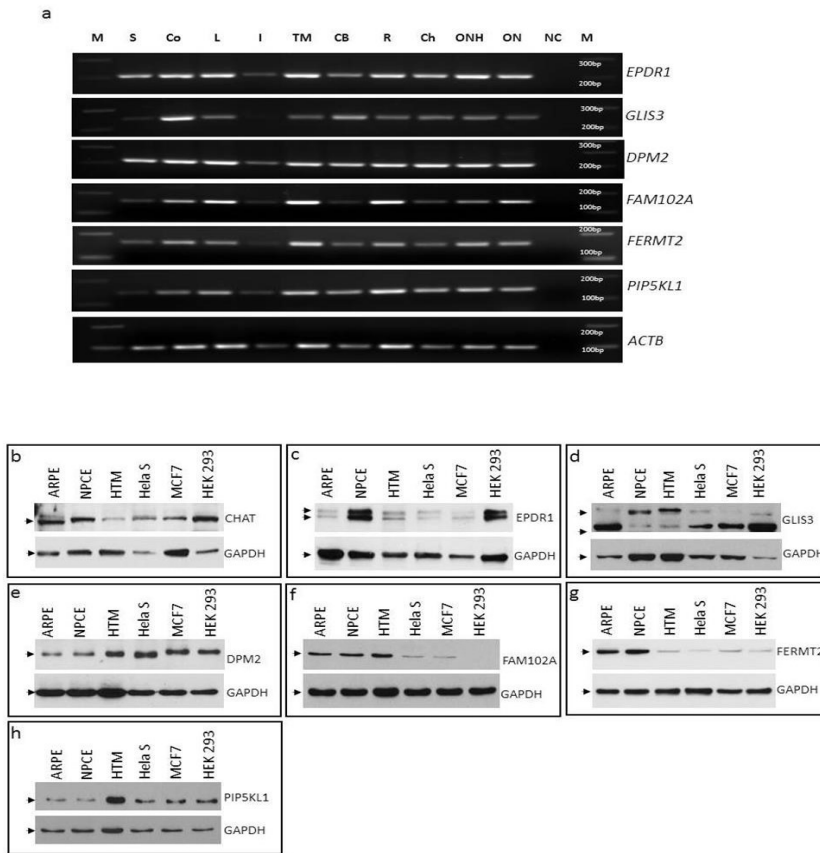 a
M S Co L I TM CB R Ch ONH ON NC M
300bp
200bp
EPDR1
300bp
200bp
GLIS3
300bp
200bp
DPM2
200bp
100bp
FAM102A
200bp
100bp
FERMT2
200bp
100bp
PIP5KL1
200bp
100bp
ACTB
b
ARPE NPCE HTM Hela S MCF7 HEK 293
CHAT
GAPDH
c
ARPE NPCE HTM Hela S MCF7 HEK 293
EPDR1
GAPDH
d
ARPE NPCE HTM Hela S MCF7 HEK 293
GLIS3
GAPDH
e
ARPE NPCE HTM Hela S MCF7 HEK 293
DPM2
GAPDH
f
ARPE NPCE HTM Hela S MCF7 HEK 293
FAM102A
GAPDH
g
ARPE NPCE HTM Hela S MCF7 HEK 293
FERMT2
GAPDH
h
ARPE NPCE HTM Hela S MCF7 HEK 293
PIP5KL1
GAPDH